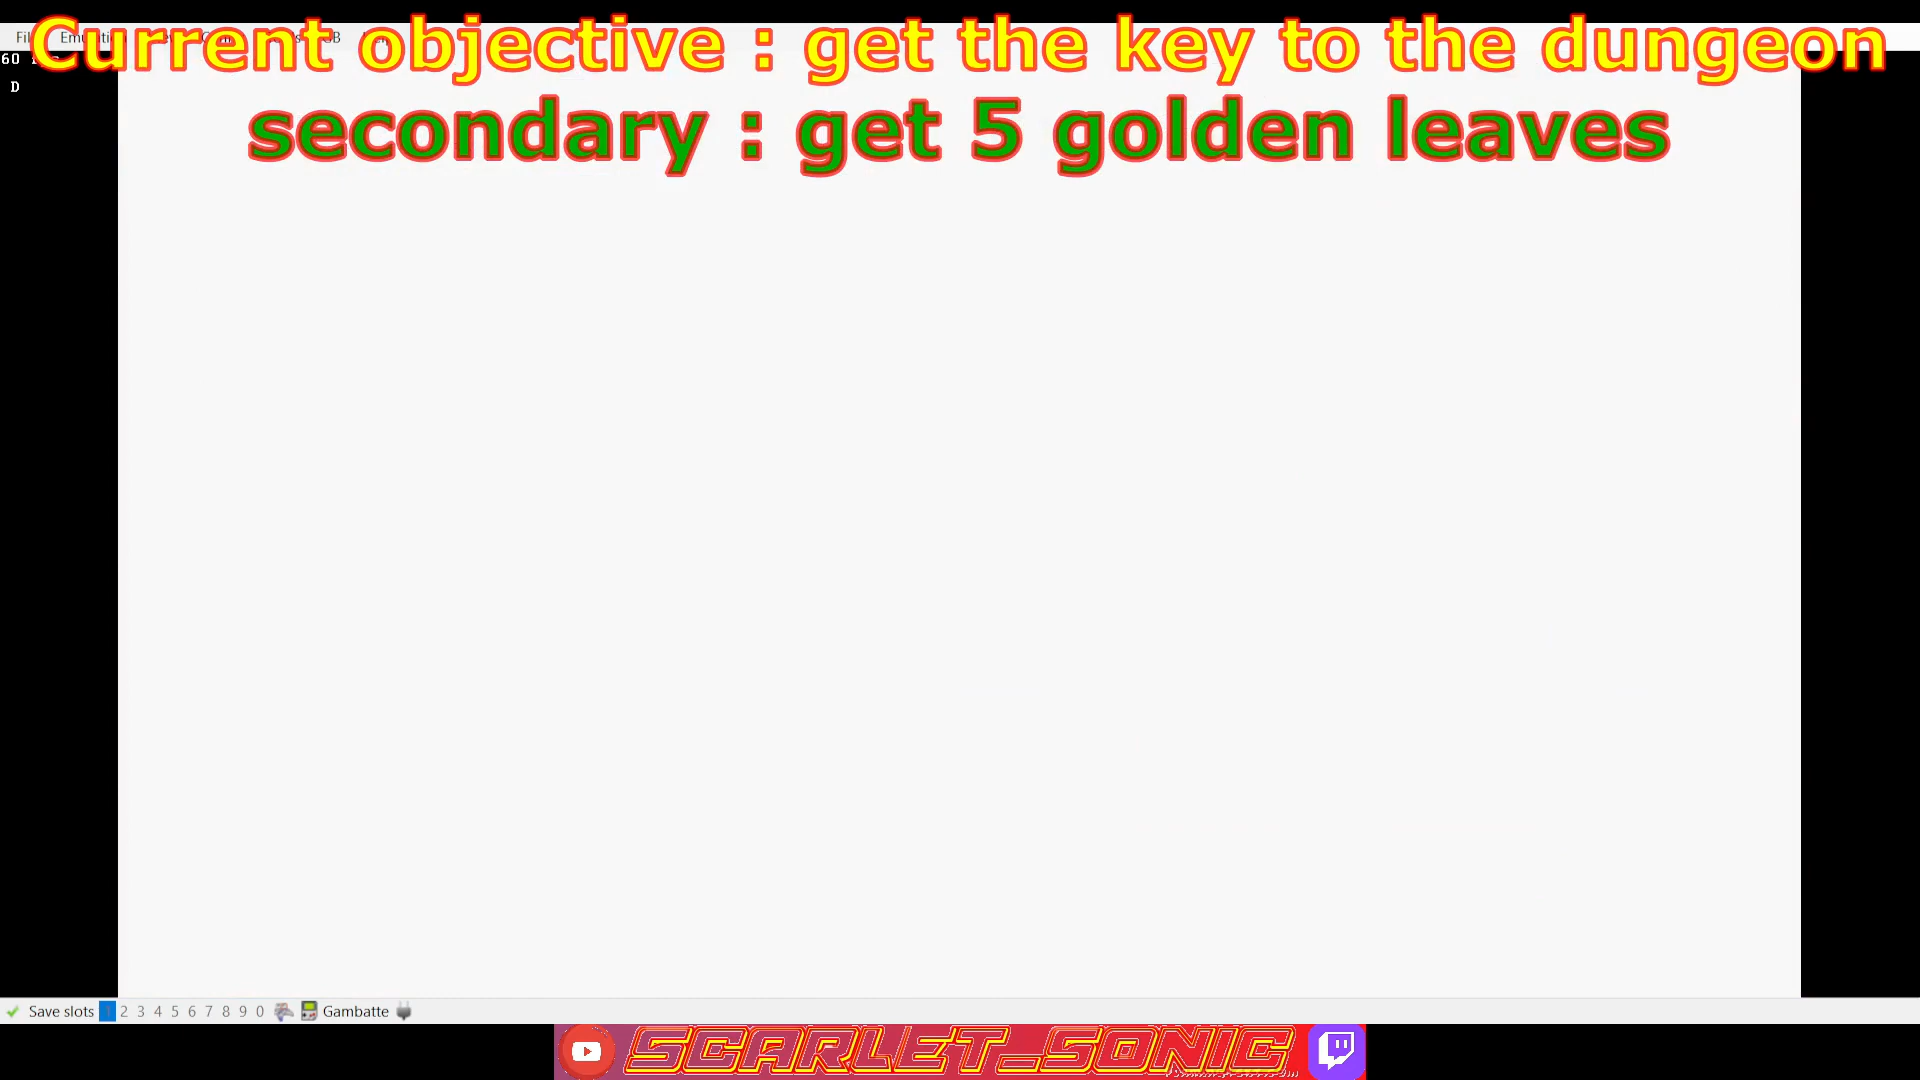 Current objective : get the key to the dungeon
60
D
secondary : get 5 golden leaves
Save slots 1 2 3 4 5 6 7 8 9 0 Gambatte
SCARLET_SONIC